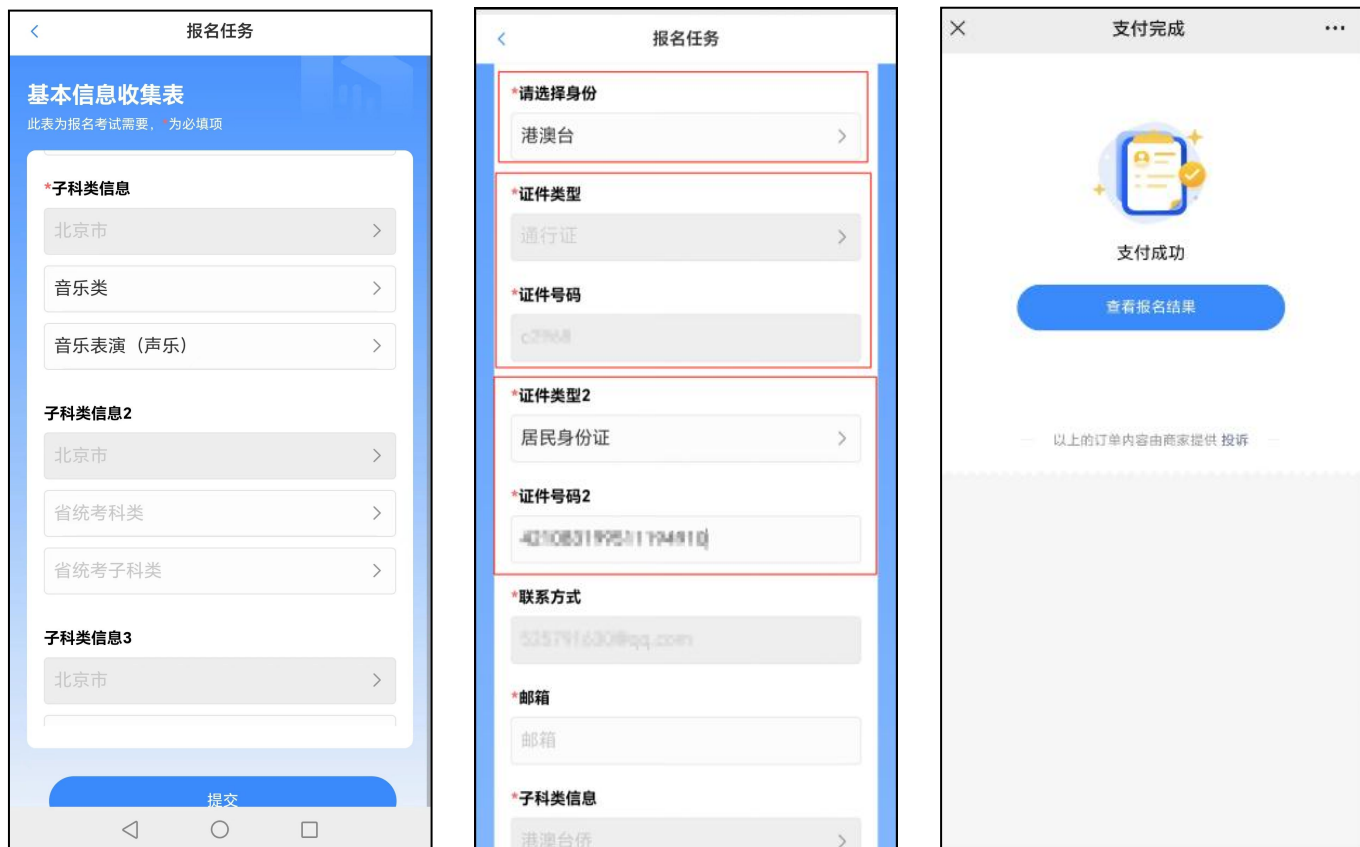 报名任务
基本信息收集表
此表为报名考试需要，*为必填项
*子科类信息
北京市
音乐类
音乐表演（声乐）
子科类信息2
北京市
省统考科类
省统考子科类
子科类信息3
北京市
提交
报名任务
*请选择身份
港澳台
*证件类型
通行证
*证件号码
*证件类型2
居民身份证
*证件号码2
*联系方式
*邮箱
邮箱
*子科类信息
港澳台侨
支付完成
支付成功
查看报名结果
以上的订单内容由商家提供 投诉